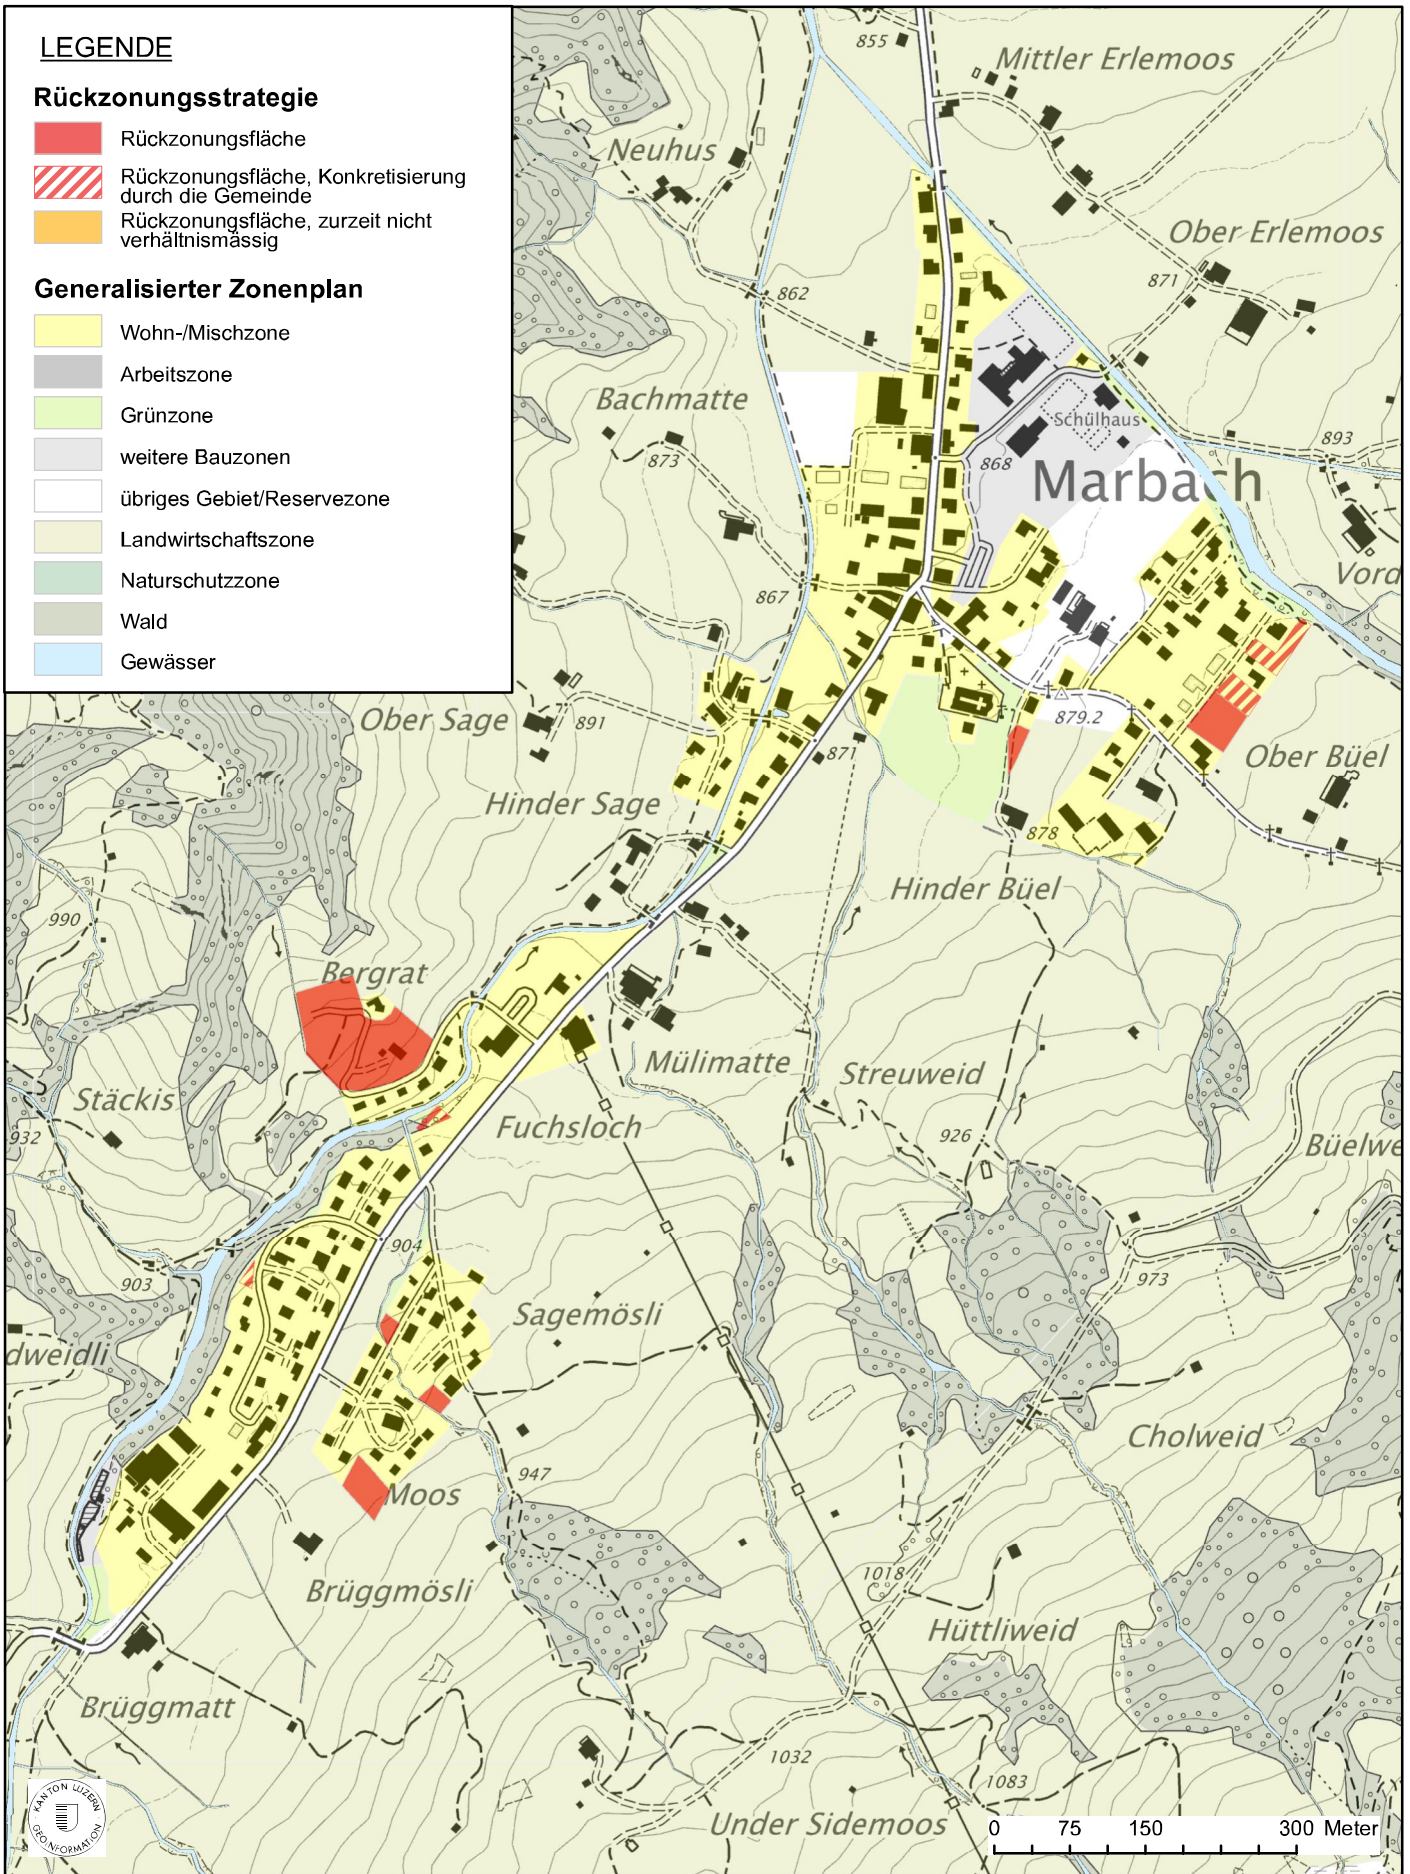 LEGENDE
Rückzonungsstrategie
Rückzonungsfläche
Rückzonungsfläche, Konkretisierung
durch die Gemeinde
Rückzonungsfläche, zurzeit nicht
verhältnismässig
Generalisierter Zonenplan
Wohn-/Mischzone
Arbeitszone
Grünzone
weitere Bauzonen
übriges Gebiet/Reservezone
Landwirtschaftszone
Naturschutzzone
Wald
Gewässer
855
Mittler Erlemoos
Neuhus
Ober Erlemoos
871
862
Bachmatte
Schulhaus
893
873
868
Marbach
Vord
867
Ober Sage
891
879.2
871
Ober Büel
Hinder Sage
878
Hinder Büel
990
Bergrat
Mülimatte
Streuweid
Stäckis
932
Fuchsloch
926
Büelwe
904
903
973
Sagemösli
dweidli
Cholweid
947
Moos
1018
Brüggmösli
Hüttliweid
Brüggmatt
1032
1083
Under Sidemoos
KANTON LUZERN
GEOINFORMATION
0 75 150 300 Meter